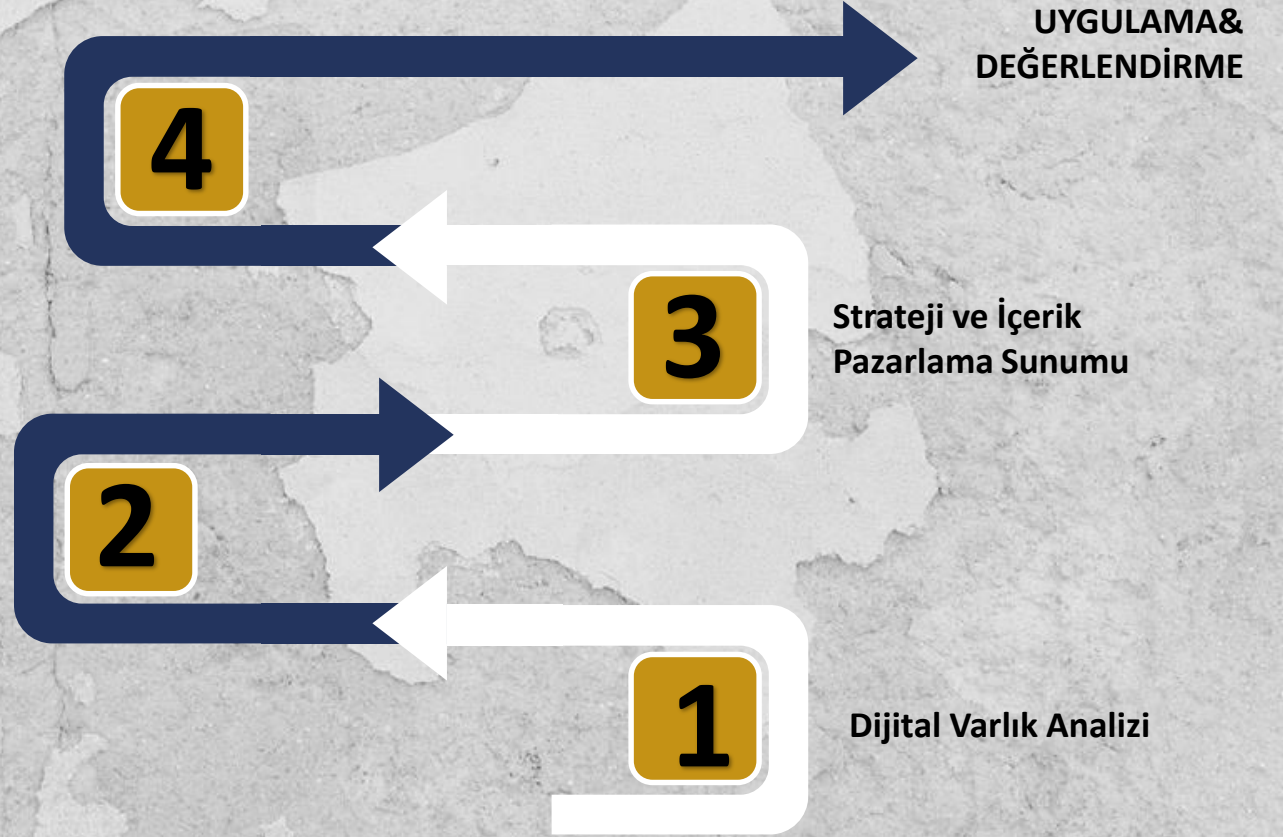 UYGULAMA&
DEĞERLENDİRME
4
3
Strateji ve İçerik
Pazarlama Sunumu
2
1
Dijital Varlık Analizi